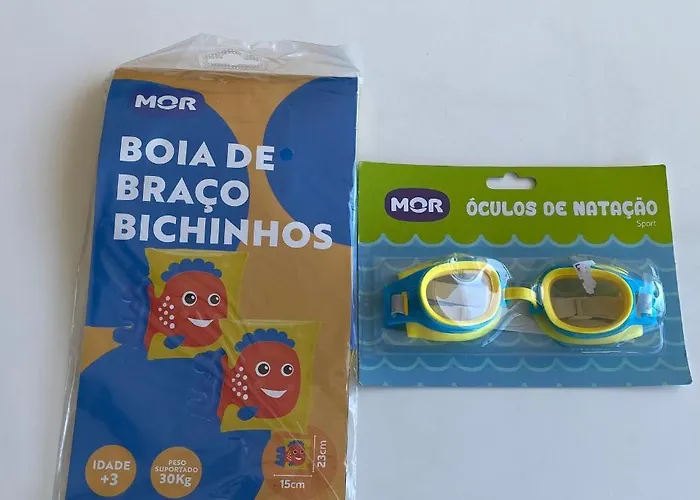 MOR
BOIA DE
BRAÇO
BICHINHOS
IDADE
+3
PESO
SUPORTADO
30Kg
15cm
23cm
MOR
ÓCULOS DE NATAÇÃO
Sport